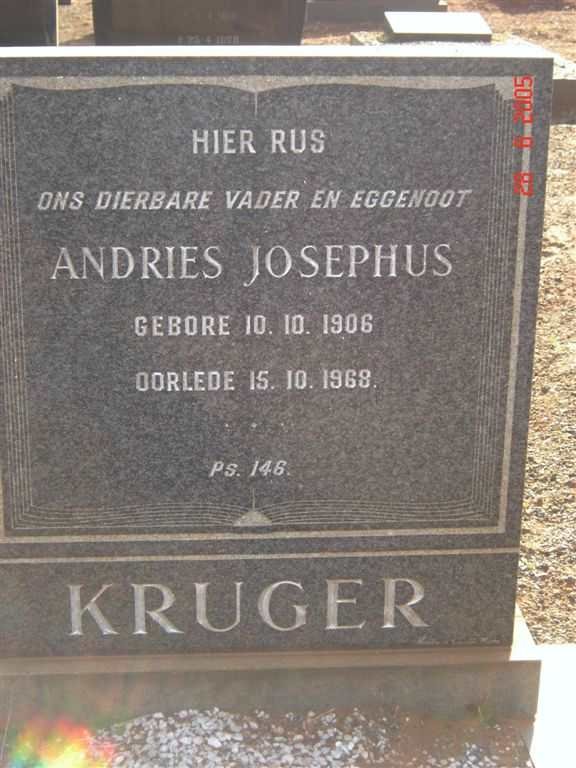 HIER RUS
ONS DIERBARE VADER EN EGGENOOT
ANDRIES JOSEPHUS
GEBORE 10. 10. 1906
OORLEDE 15. 10. 1968.
PS. 146.
KRUGER
28 6 2005